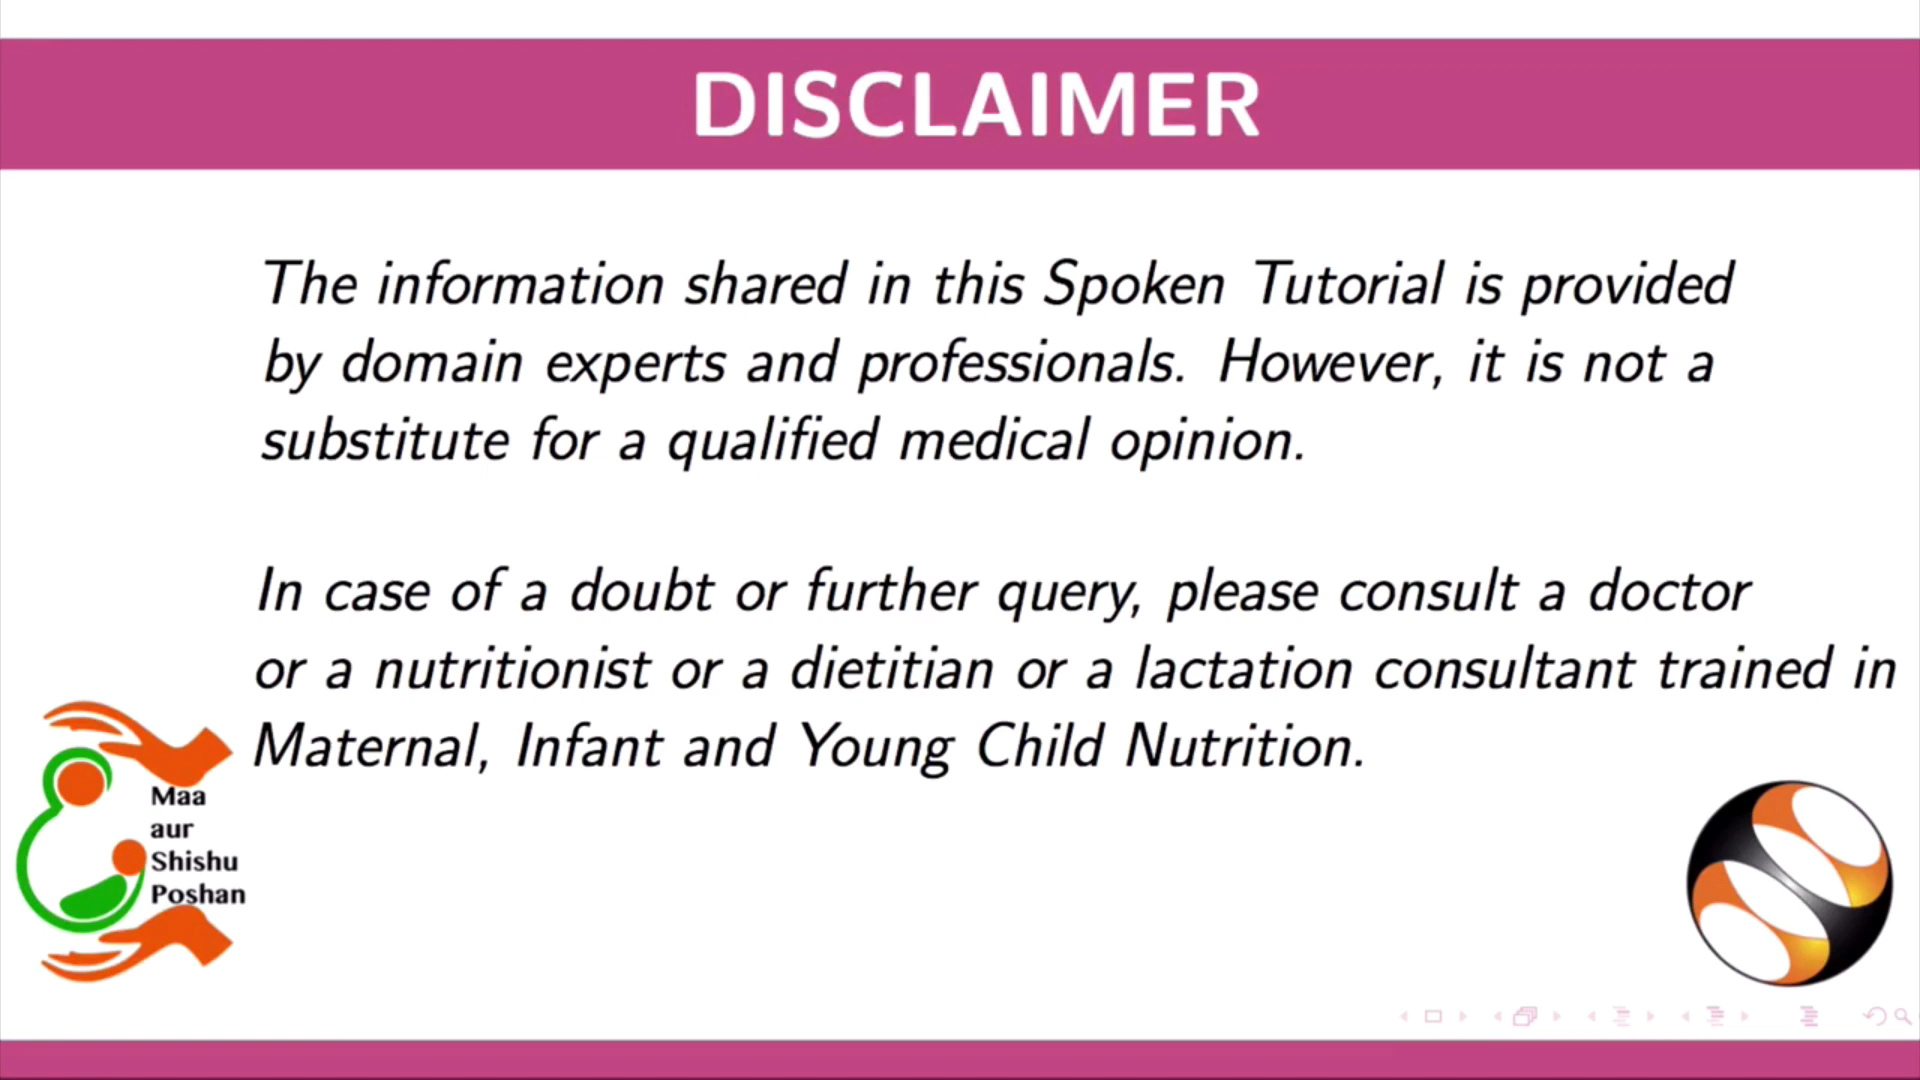 DISCLAIMER
The information shared in this Spoken Tutorial is provided
by domain experts and professionals. However, it is not a
substitute for a qualified medical opinion.
In case of a doubt or further query, please consult a doctor
or a nutritionist or a dietitian or a lactation consultant trained in
Maternal, Infant and Young Child Nutrition.
Maa
aur
Shishu
Poshan